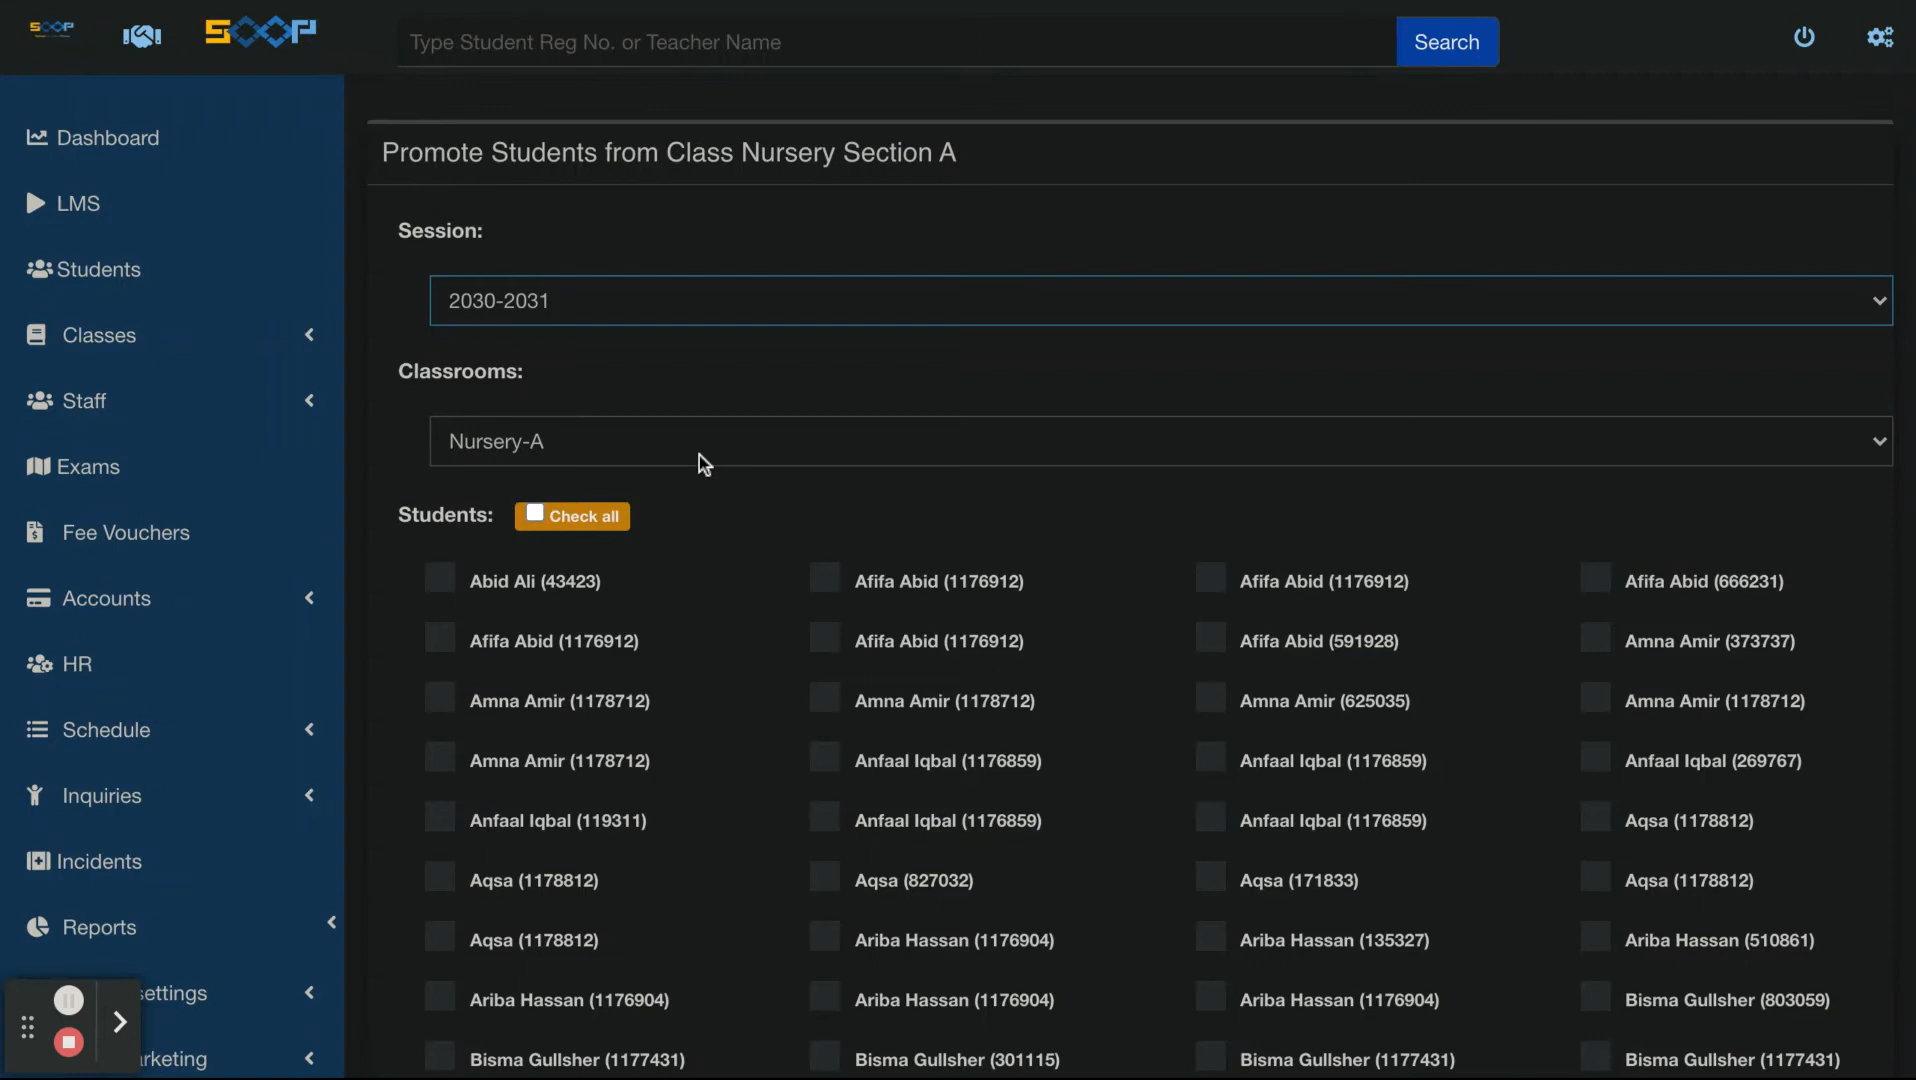 SOOP
SOOP
Type Student Reg No. or Teacher Name
Search
Dashboard
LMS
Students
Classes
Staff
Exams
Fee Vouchers
Accounts
HR
Schedule
Inquiries
Incidents
Reports
settings
rketing
Promote Students from Class Nursery Section A
Session:
2030-2031
Classrooms:
Nursery-A
Students: Check all
Abid Ali (43423) Afifa Abid (1176912) Afifa Abid (1176912) Afifa Abid (666231)
Afifa Abid (1176912) Afifa Abid (1176912) Afifa Abid (591928) Amna Amir (373737)
Amna Amir (1178712) Amna Amir (1178712) Amna Amir (625035) Amna Amir (1178712)
Amna Amir (1178712) Anfaal Iqbal (1176859) Anfaal Iqbal (1176859) Anfaal Iqbal (269767)
Anfaal Iqbal (119311) Anfaal Iqbal (1176859) Anfaal Iqbal (1176859) Aqsa (1178812)
Aqsa (1178812) Aqsa (827032) Aqsa (171833) Aqsa (1178812)
Aqsa (1178812) Ariba Hassan (1176904) Ariba Hassan (135327) Ariba Hassan (510861)
Ariba Hassan (1176904) Ariba Hassan (1176904) Ariba Hassan (1176904) Bisma Gullsher (803059)
Bisma Gullsher (1177431) Bisma Gullsher (301115) Bisma Gullsher (1177431) Bisma Gullsher (1177431)